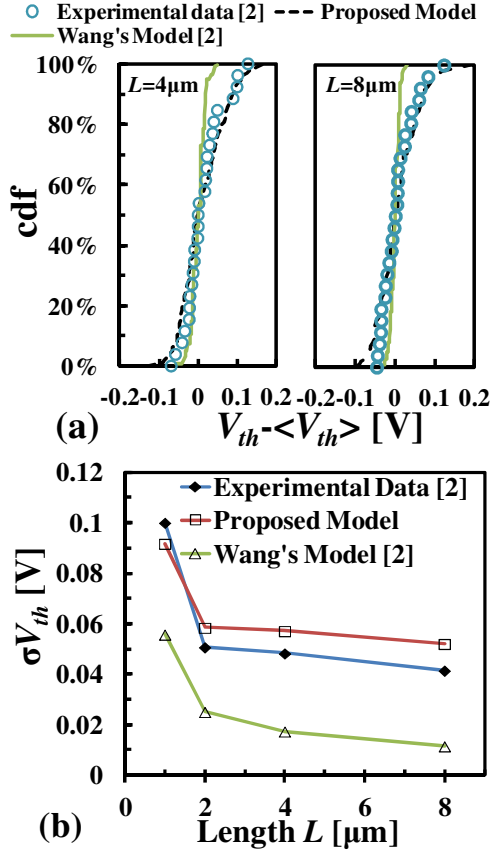 Experimental data [2] Proposed Model
Wang's Model [2]
100%
80%
60%
40%
20%
0%
cdf
L=4μm
L=8μm
-0.2 -0.1 0 0.1 0.2
-0.2 -0.1 0 0.1 0.2
(a) Vth-<Vth> [V]
0.12
0.1
0.08
0.06
0.04
0.02
0
σVth [V]
Experimental Data [2]
Proposed Model
Wang's Model [2]
0 2 4 6 8
(b) Length L [μm]